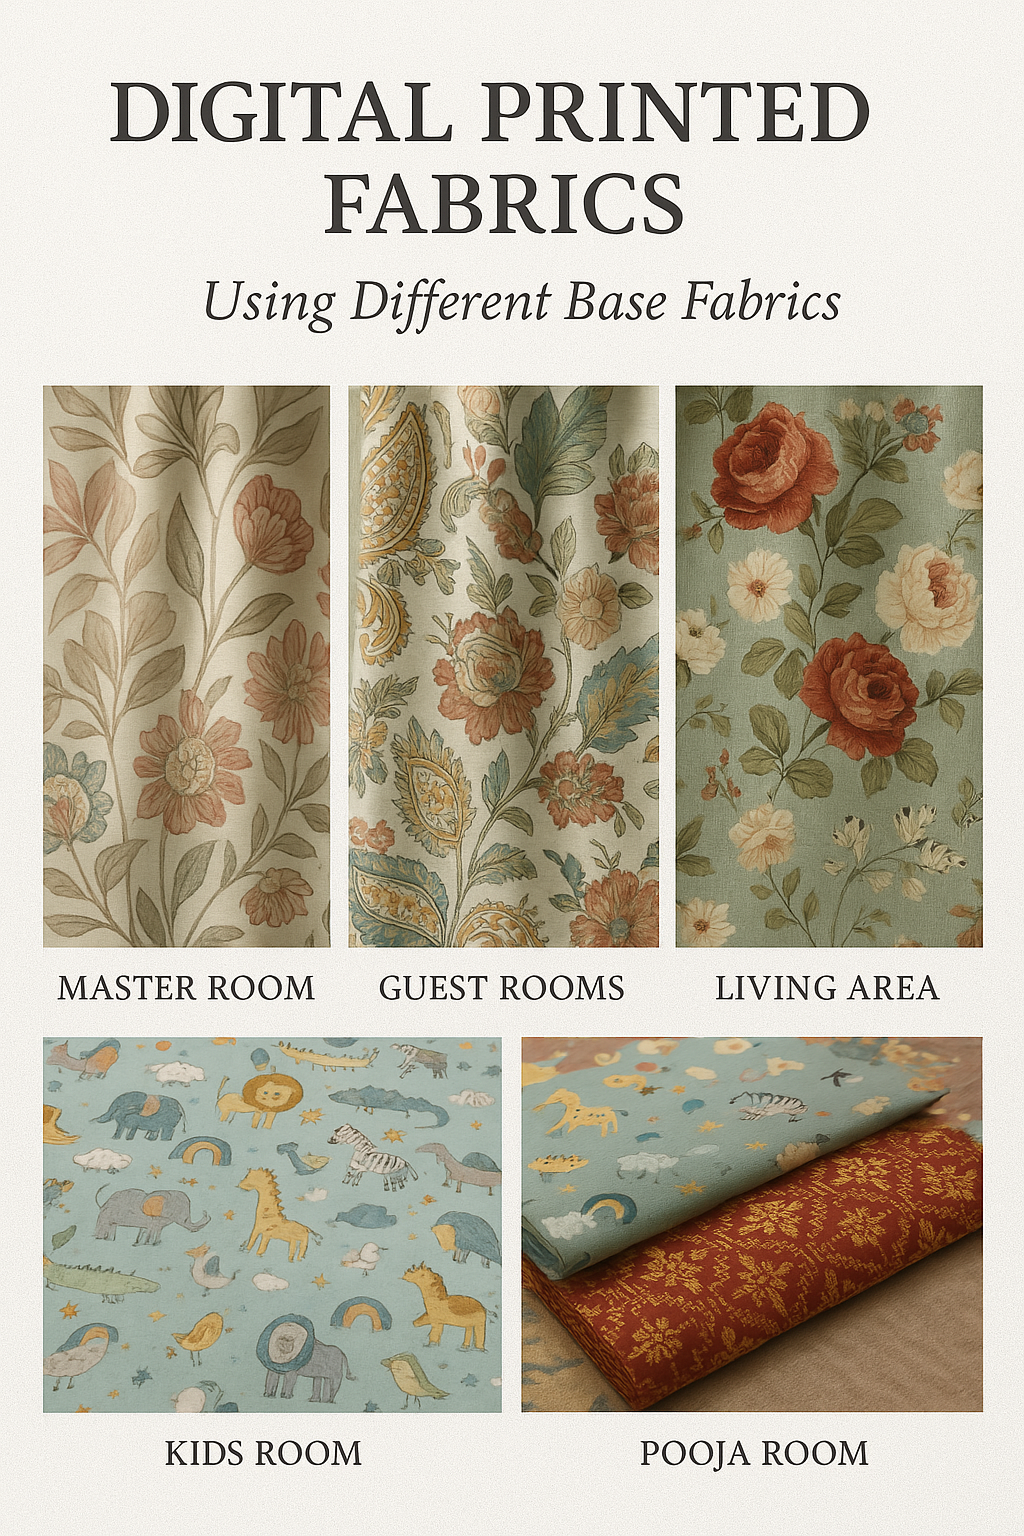 DIGITAL PRINTED
FABRICS
Using Different Base Fabrics
MASTER ROOM
GUEST ROOMS
LIVING AREA
KIDS ROOM
POOJA ROOM